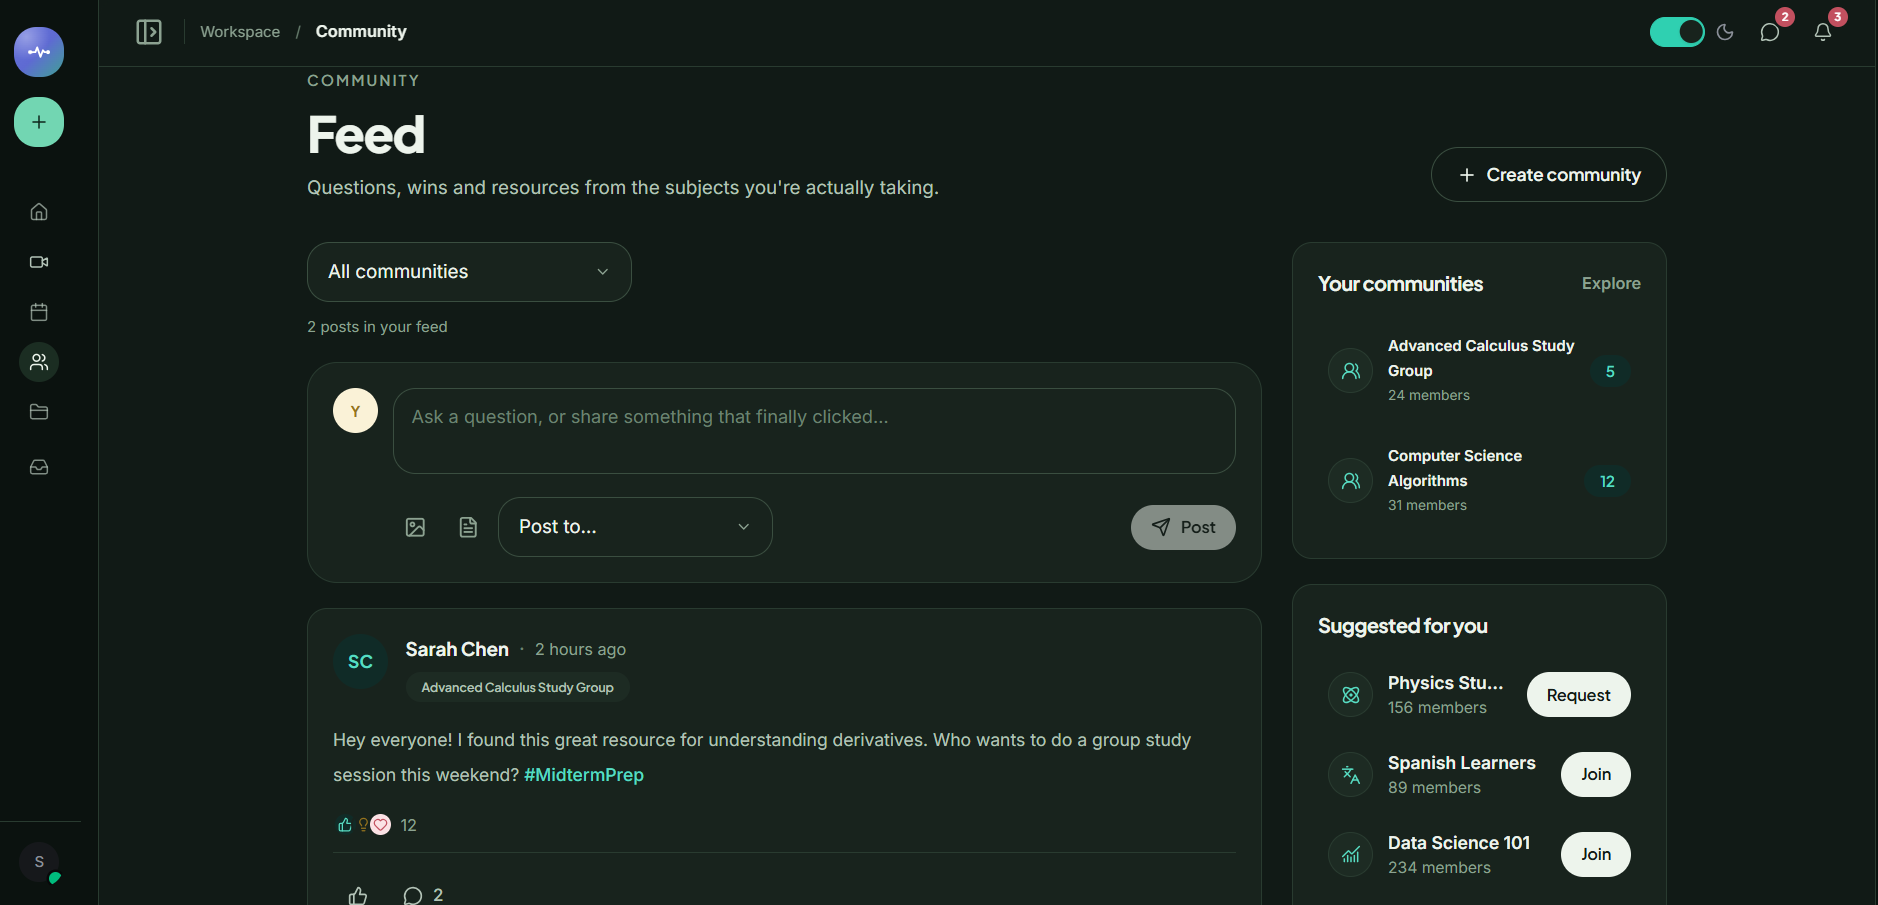 Workspace / Community
2
3
COMMUNITY
Feed
Questions, wins and resources from the subjects you're actually taking.
+ Create community
All communities
2 posts in your feed
Y
Ask a question, or share something that finally clicked...
Post to...
Post
SC
Sarah Chen · 2 hours ago
Advanced Calculus Study Group
Hey everyone! I found this great resource for understanding derivatives. Who wants to do a group study
session this weekend? #MidtermPrep
12
2
Your communities
Explore
Advanced Calculus Study
Group
24 members
5
Computer Science
Algorithms
31 members
12
Suggested for you
Physics Stu...
156 members
Request
Spanish Learners
89 members
Join
Data Science 101
234 members
Join
S